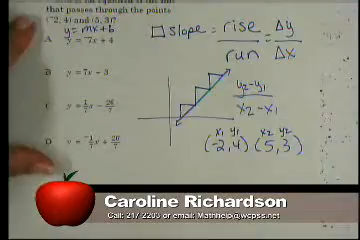 that passes through the points
(⁻2, 4) and (5, 3)?
y = mx + b
A y = 7x + 4
B y = 7x - 3
C y = 1/7 x - 26/7
D y = -1/7 x + 26/7
slope = rise/run = Δy/Δx
y2-y1
x2-x1
x1 y1 x2 y2
(-2,4) (5,3)
Caroline Richardson
Call: 217-2203 or email: Mathhelp@wcpss.net